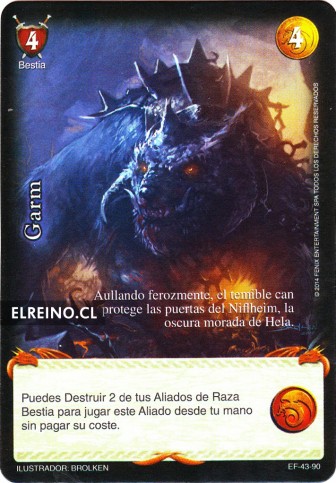 4
4
Bestia
Garm
© 2014 FENIX ENTERTAINMENT SPA TODOS LOS DERECHOS RESERVADOS
Aullando ferozmente, el temible can
protege las puertas del Niflheim, la
oscura morada de Hela.
ELREINO.CL
Puedes Destruir 2 de tus Aliados de Raza
Bestia para jugar este Aliado desde tu mano
sin pagar su coste.
ILUSTRADOR: BROLKEN
EF-43-90